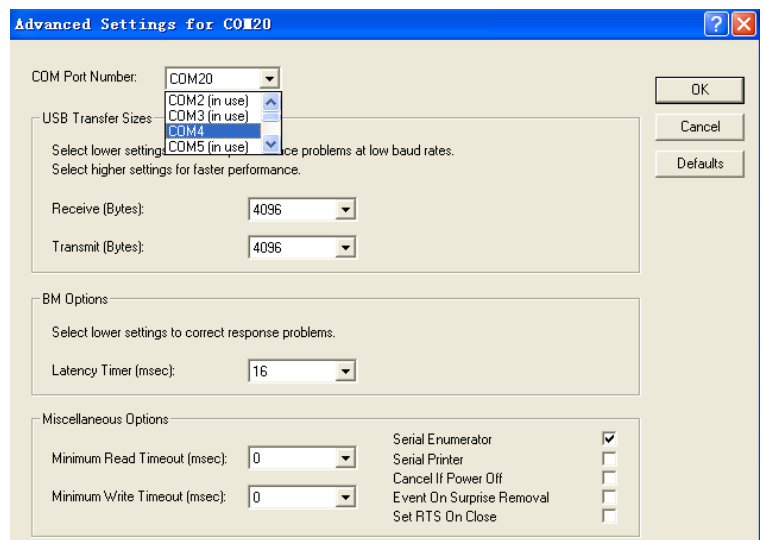 Advanced Settings for COM20
COM Port Number:
COM20
COM2 (in use)
COM3 (in use)
COM4
COM5 (in use)
OK
Cancel
Defaults
USB Transfer Sizes
Select lower settings ce problems at low baud rates.
Select higher settings for faster performance.
Receive (Bytes):
4096
Transmit (Bytes):
4096
BM Options
Select lower settings to correct response problems.
Latency Timer (msec):
16
Miscellaneous Options
Minimum Read Timeout (msec):
0
Minimum Write Timeout (msec):
0
Serial Enumerator
Serial Printer
Cancel If Power Off
Event On Surprise Removal
Set RTS On Close